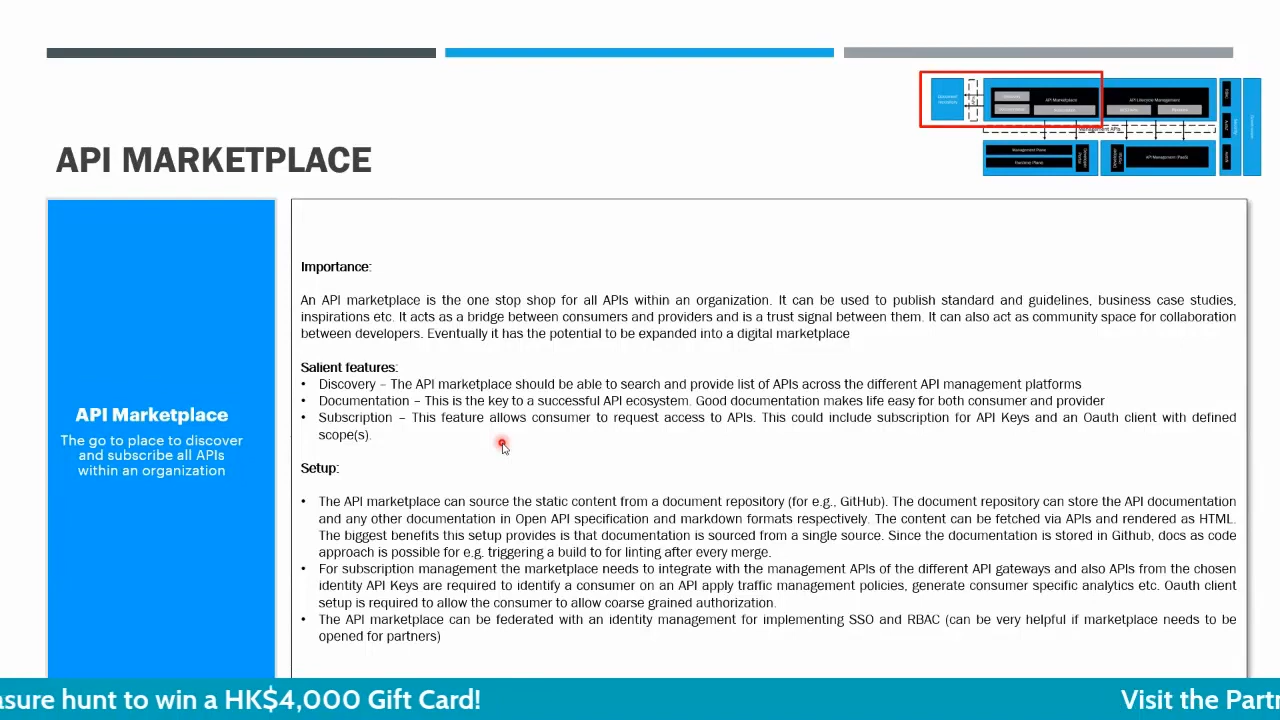 API MARKETPLACE
Document repository
API Marketplace
API Lifecycle Management
Management APIs
Management Plane
Runtime Plane
API Management (PaaS)
API Marketplace
The go to place to discover
and subscribe all APIs
within an organization
Importance:
An API marketplace is the one stop shop for all APIs within an organization. It can be used to publish standard and guidelines, business case studies,
inspirations etc. It acts as a bridge between consumers and providers and is a trust signal between them. It can also act as community space for collaboration
between developers. Eventually it has the potential to be expanded into a digital marketplace
Salient features:
• Discovery – The API marketplace should be able to search and provide list of APIs across the different API management platforms
• Documentation – This is the key to a successful API ecosystem. Good documentation makes life easy for both consumer and provider
• Subscription – This feature allows consumer to request access to APIs. This could include subscription for API Keys and an Oauth client with defined
scope(s).
Setup:
• The API marketplace can source the static content from a document repository (for e.g., GitHub). The document repository can store the API documentation
and any other documentation in Open API specification and markdown formats respectively. The content can be fetched via APIs and rendered as HTML.
The biggest benefits this setup provides is that documentation is sourced from a single source. Since the documentation is stored in Github, docs as code
approach is possible for e.g. triggering a build to for linting after every merge.
• For subscription management the marketplace needs to integrate with the management APIs of the different API gateways and also APIs from the chosen
identity API Keys are required to identify a consumer on an API apply traffic management policies, generate consumer specific analytics etc. Oauth client
setup is required to allow the consumer to allow coarse grained authorization.
• The API marketplace can be federated with an identity management for implementing SSO and RBAC (can be very helpful if marketplace needs to be
opened for partners)
asure hunt to win a HK$4,000 Gift Card!
Visit the Partn